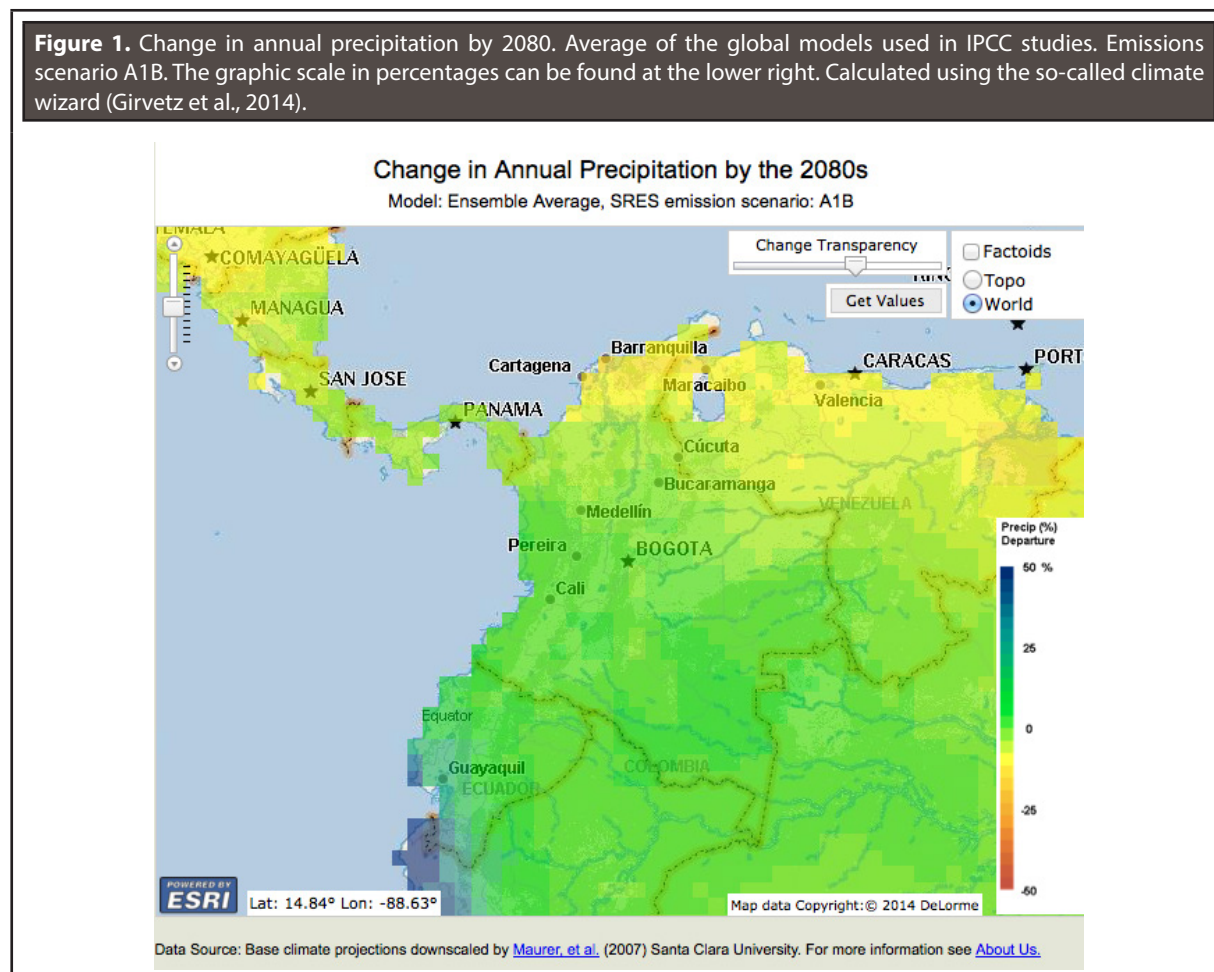 Figure 1. Change in annual precipitation by 2080. Average of the global models used in IPCC studies. Emissions
scenario A1B. The graphic scale in percentages can be found at the lower right. Calculated using the so-called climate
wizard (Girvetz et al., 2014).
Change in Annual Precipitation by the 2080s
Model: Ensemble Average, SRES emission scenario: A1B
COMAYAGÜELA
MANAGUA
SAN JOSE
PANAMA
Cartagena
Barranquilla
Maracaibo
CARACAS
PORT
Valencia
Change Transparency
Get Values
Factoids
Topo
World
Cúcuta
Bucaramanga
VENEZUELA
Medellín
Pereira
BOGOTA
Cali
Equator
Guayaquil
ECUADOR
COLOMBIA
Precip (%)
Departure
50 %
25
0
-25
-50
POWERED BY
ESRI
Lat: 14.84° Lon: -88.63°
Map data Copyright:© 2014 DeLorme
Data Source: Base climate projections downscaled by Maurer, et al. (2007) Santa Clara University. For more information see About Us.